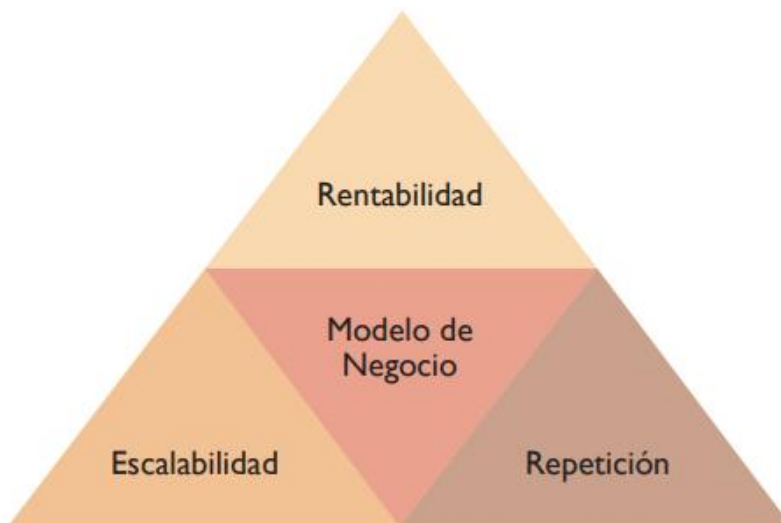 Rentabilidad
Modelo de
Negocio
Escalabilidad
Repetición